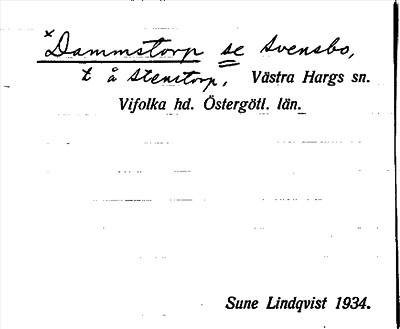 ×Dammstorp se Svensbo,
t å Stenstorp, Västra Hargs sn.
Vifolka hd. Östergötl. län.
Sune Lindqvist 1934.